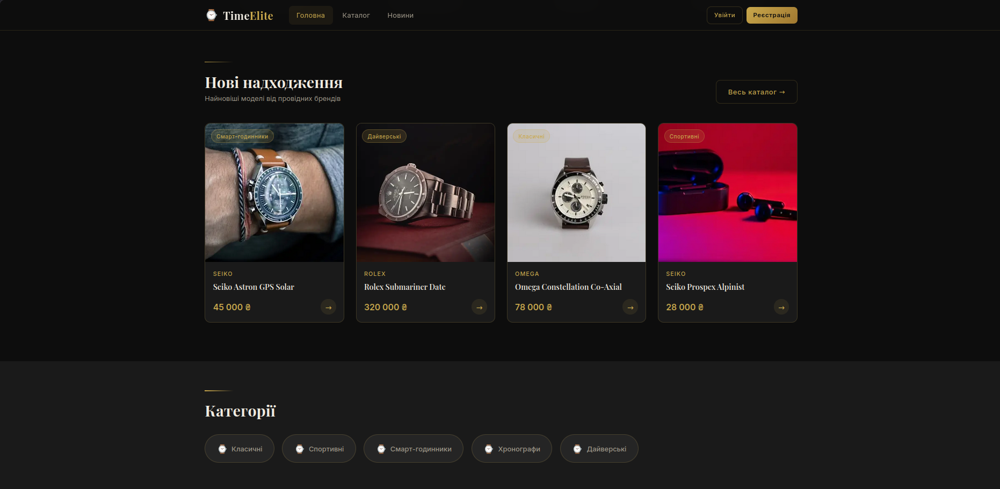 TimeElite
Головна
Каталог
Новини
Увійти
Реєстрація
Нові надходження
Найновіші моделі від провідних брендів
Весь каталог →
Смарт-годинники
SEIKO
Seiko Astron GPS Solar
45 000 ₴
→
Дайверські
ROLEX
Rolex Submariner Date
320 000 ₴
→
Класичні
FOSSIL
OMEGA
Omega Constellation Co-Axial
78 000 ₴
→
Спортивні
SEIKO
Seiko Prospex Alpinist
28 000 ₴
→
Категорії
Класичні
Спортивні
Смарт-годинники
Хронографи
Дайверські